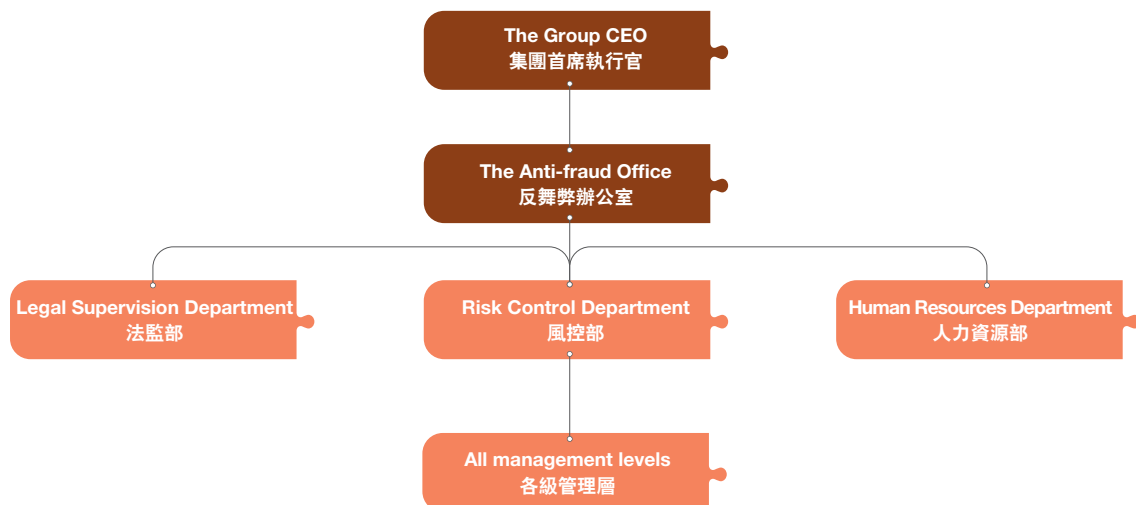 The Group CEO
集團首席執行官
The Anti-fraud Office
反舞弊辦公室
Legal Supervision Department
法監部
Risk Control Department
風控部
Human Resources Department
人力資源部
All management levels
各級管理層